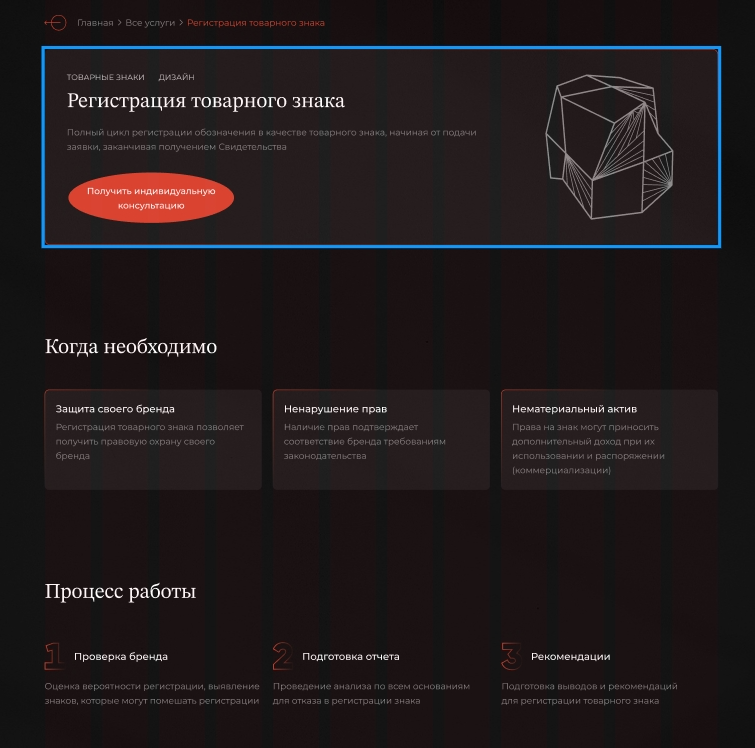 Главная > Все услуги > Регистрация товарного знака
ТОВАРНЫЕ ЗНАКИ ДИЗАЙН
Регистрация товарного знака
Полный цикл регистрации обозначения в качестве товарного знака, начиная от подачи
заявки, заканчивая получением Свидетельства
Получить индивидуальную
консультацию
Когда необходимо
Защита своего бренда
Регистрация товарного знака позволяет
получить правовую охрану своего
бренда
Ненарушение прав
Наличие прав подтверждает
соответствие бренда требованиям
законодательства
Нематериальный актив
Права на знак могут приносить
дополнительный доход при их
использовании и распоряжении
(коммерциализации)
Процесс работы
1 Проверка бренда
Оценка вероятности регистрации, выявление
знаков, которые могут помешать регистрации
2 Подготовка отчета
Проведение анализа по всем основаниям
для отказа в регистрации знака
3 Рекомендации
Подготовка выводов и рекомендаций
для регистрации товарного знака